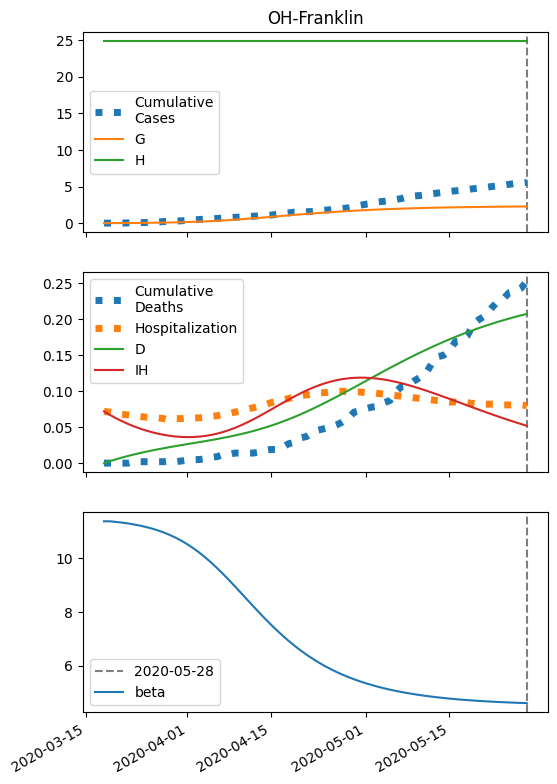 OH-Franklin
25
20
15
10
5
0
Cumulative
Cases
G
H
0.25
0.20
0.15
0.10
0.05
0.00
Cumulative
Deaths
Hospitalization
D
IH
10
8
6
2020-05-28
beta
2020-03-15
2020-04-01
2020-04-15
2020-05-01
2020-05-15